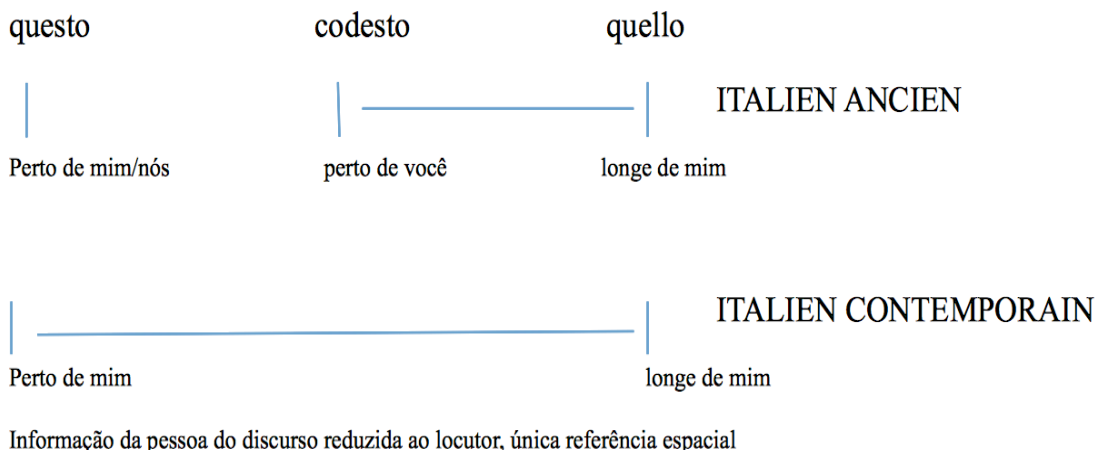 questo codesto quello
ITALIEN ANCIEN
Perto de mim/nós perto de você longe de mim
ITALIEN CONTEMPORAIN
Perto de mim longe de mim
Informação da pessoa do discurso reduzida ao locutor, única referência espacial